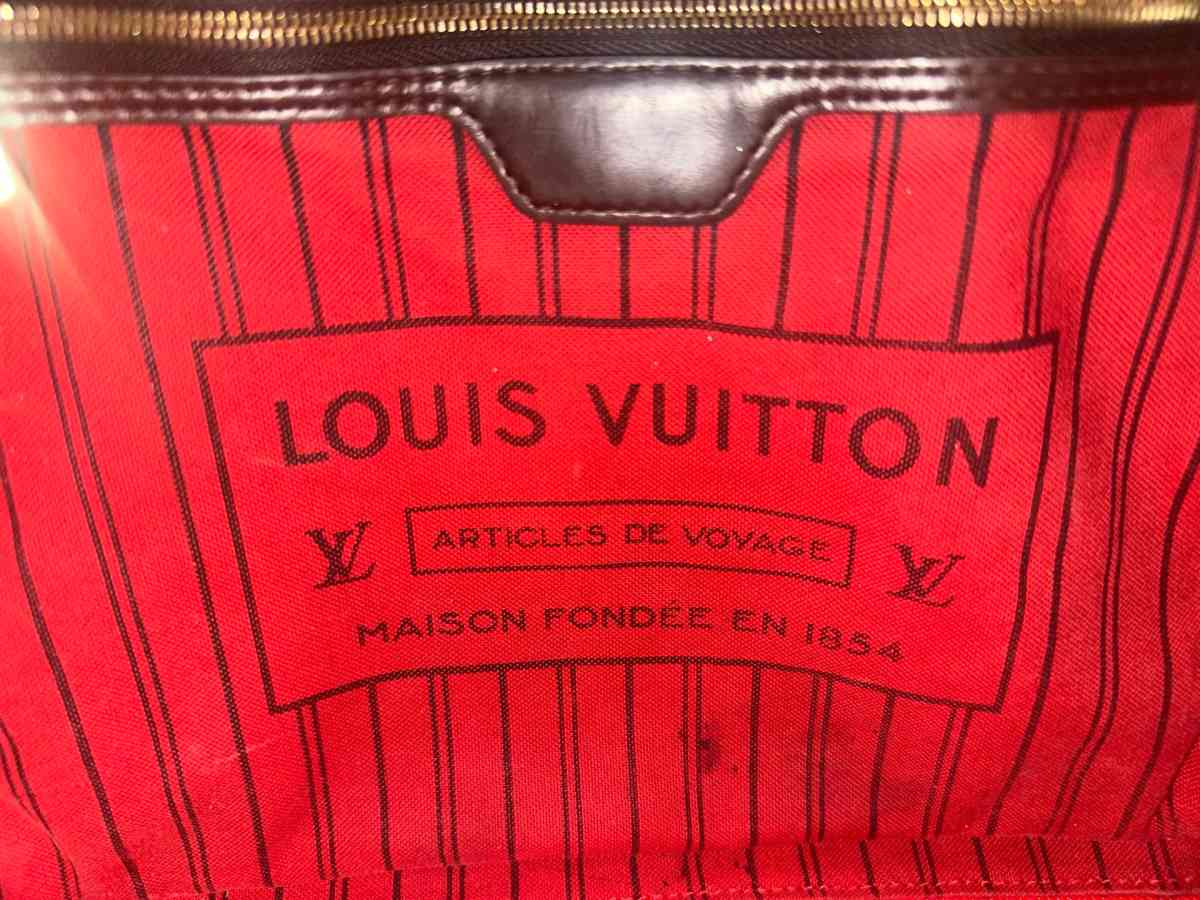 LOUIS VUITTON
LV ARTICLES DE VOYAGE LV
MAISON FONDÉE EN 1854